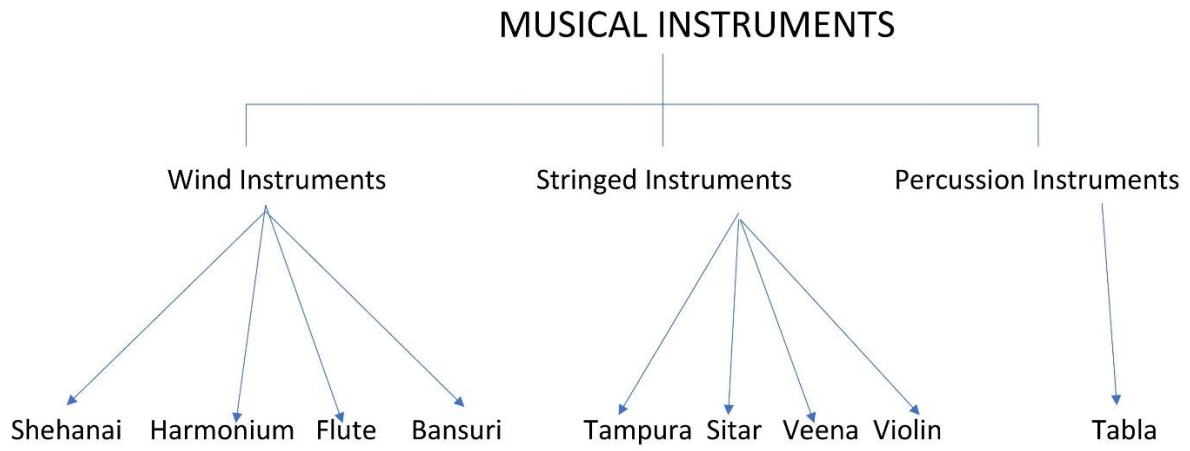 MUSICAL INSTRUMENTS
Wind Instruments Stringed Instruments Percussion Instruments
Shehanai Harmonium Flute Bansuri Tampura Sitar Veena Violin Tabla